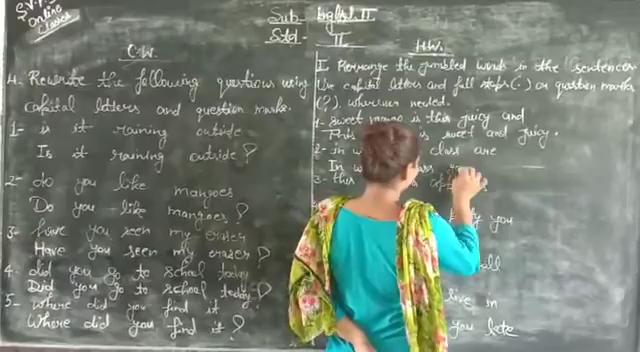 S.V.P.S
Online
Classes
Sub English II
Std - II
C.W.
4. Rewrite the following questions using
capital letters and question marks.
1- is it raining outside
Is it raining outside?
2- do you like mangoes
Do you like mangoes?
3- have you seen my eraser
Have you seen my eraser?
4- did you go to school today
Did you go to school today?
5- where did you find it
Where did you find it?
H.W.
I. Rearrange the jumbled words in the sentences
Use capital letters and full stops (.) or question marks
(?) wherever needed.
1- sweet mango is this juicy and
This is sweet and juicy.
2- in class are
In class
3- this is
you
all
live in
you late